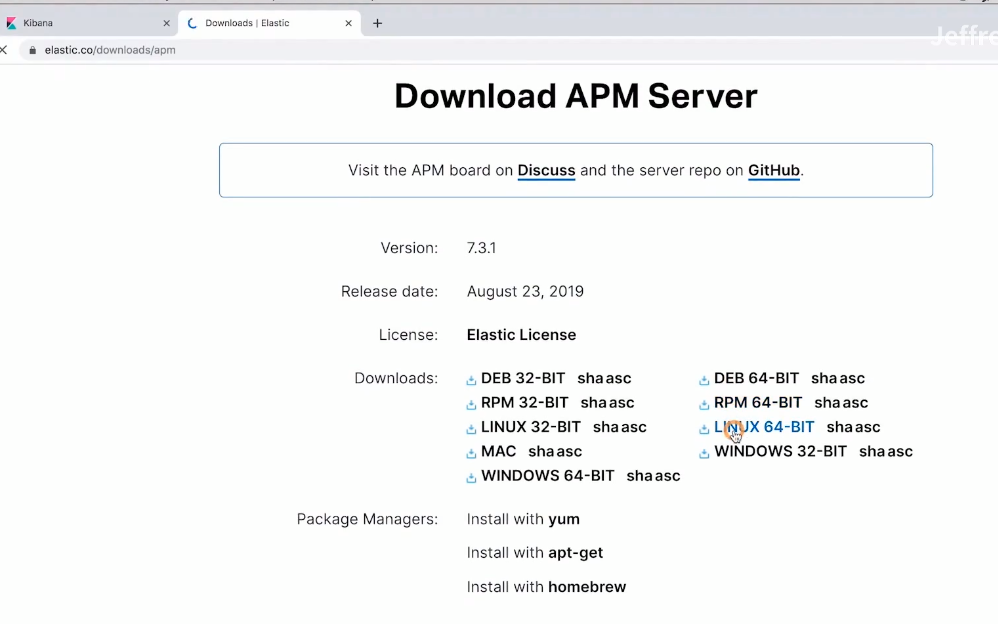 Kibana
Downloads | Elastic
elastic.co/downloads/apm
Download APM Server
Visit the APM board on Discuss and the server repo on GitHub.
Version: 7.3.1
Release date: August 23, 2019
License: Elastic License
Downloads: DEB 32-BIT sha asc DEB 64-BIT sha asc
RPM 32-BIT sha asc RPM 64-BIT sha asc
LINUX 32-BIT sha asc LINUX 64-BIT sha asc
MAC sha asc WINDOWS 32-BIT sha asc
WINDOWS 64-BIT sha asc
Package Managers: Install with yum
Install with apt-get
Install with homebrew